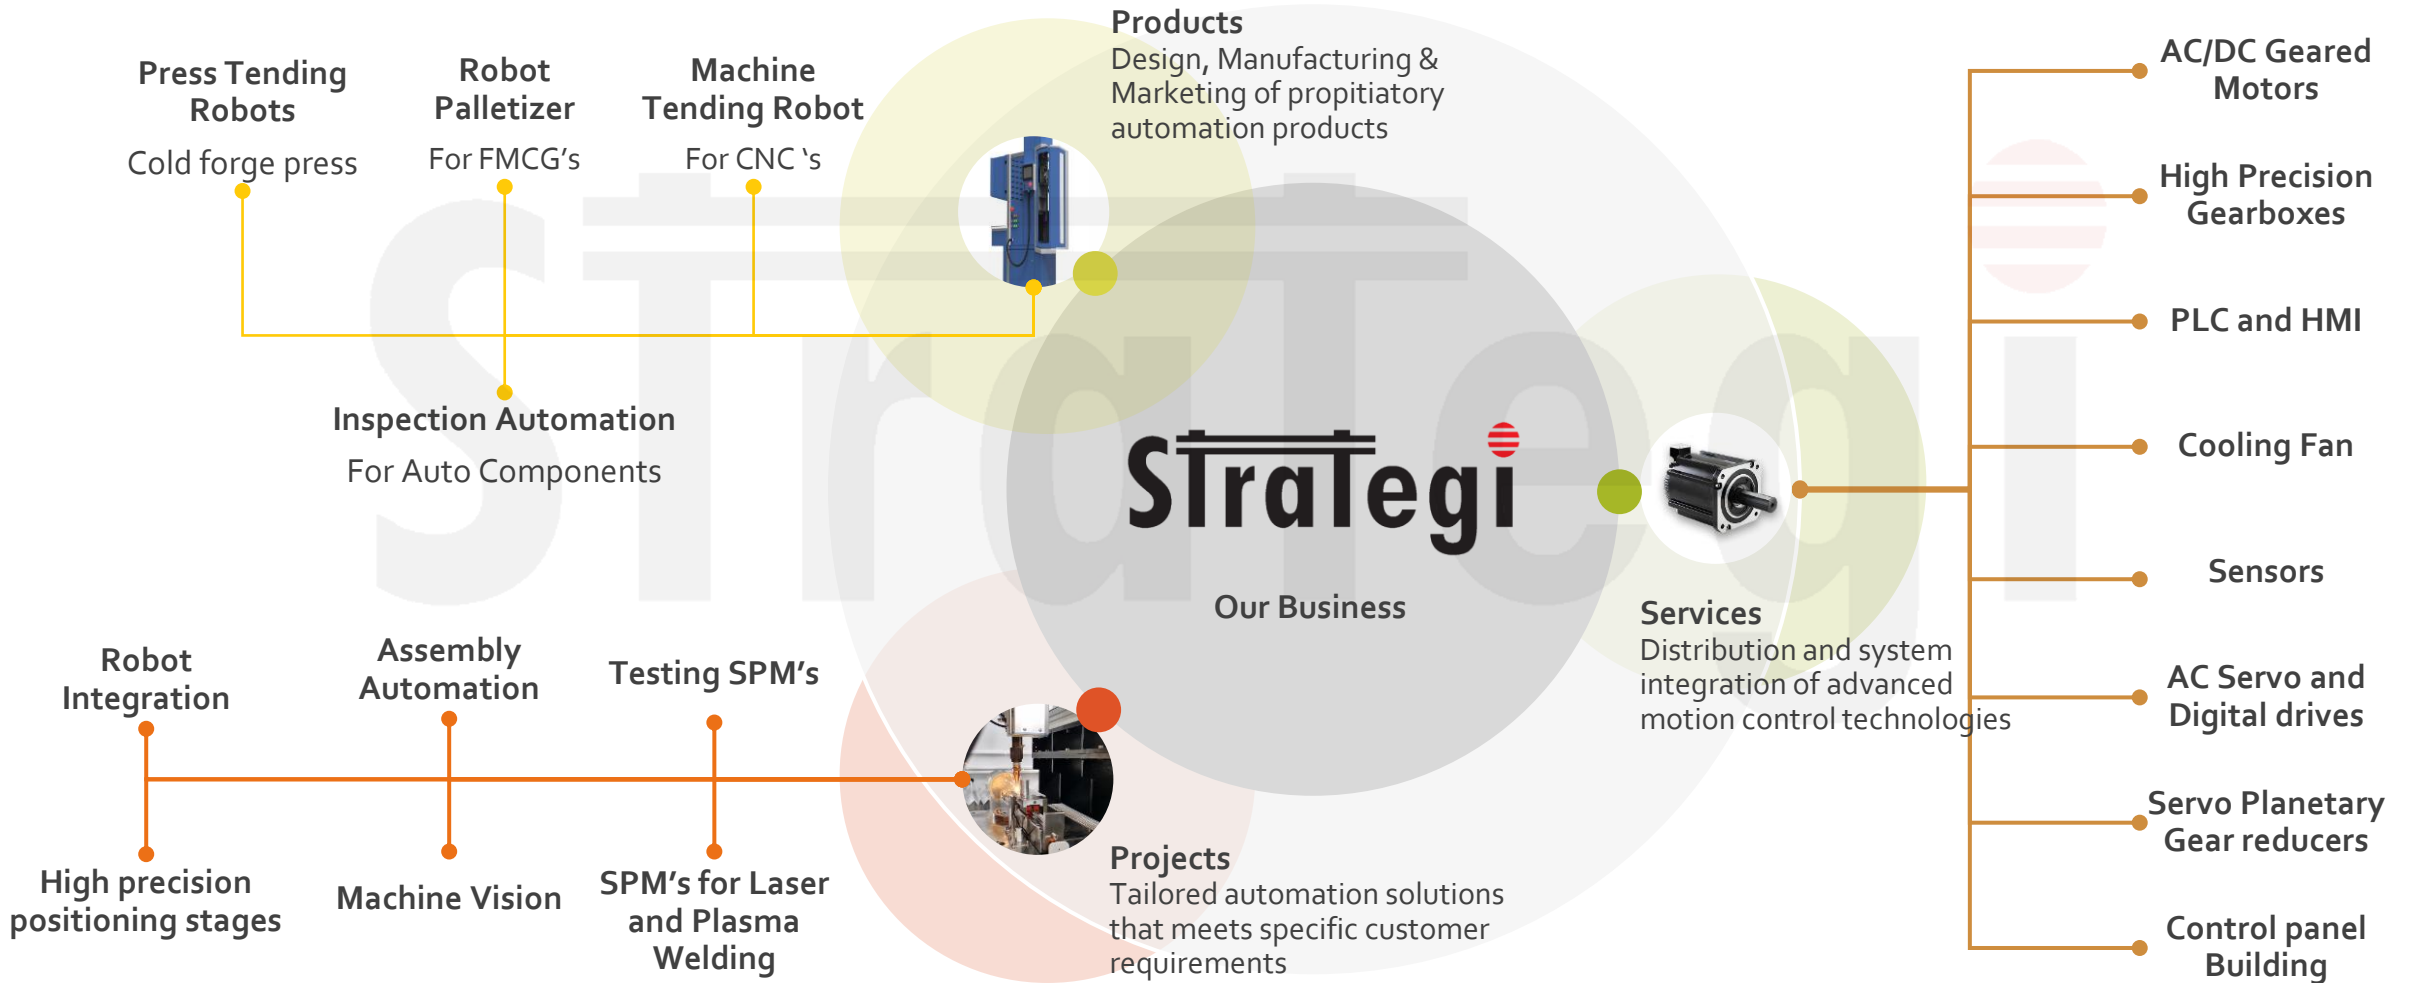 Products
Design, Manufacturing &
Marketing of propitiatory
automation products
Press Tending
Robots
Cold forge press
Robot
Palletizer
For FMCG’s
Machine
Tending Robot
For CNC ‘s
Inspection Automation
For Auto Components
Strategi
Our Business
Services
Distribution and system
integration of advanced
motion control technologies
AC/DC Geared
Motors
High Precision
Gearboxes
PLC and HMI
Cooling Fan
Sensors
AC Servo and
Digital drives
Servo Planetary
Gear reducers
Control panel
Building
Robot
Integration
Assembly
Automation
Testing SPM’s
High precision
positioning stages
Machine Vision
SPM’s for Laser
and Plasma
Welding
Projects
Tailored automation solutions
that meets specific customer
requirements
Strategi